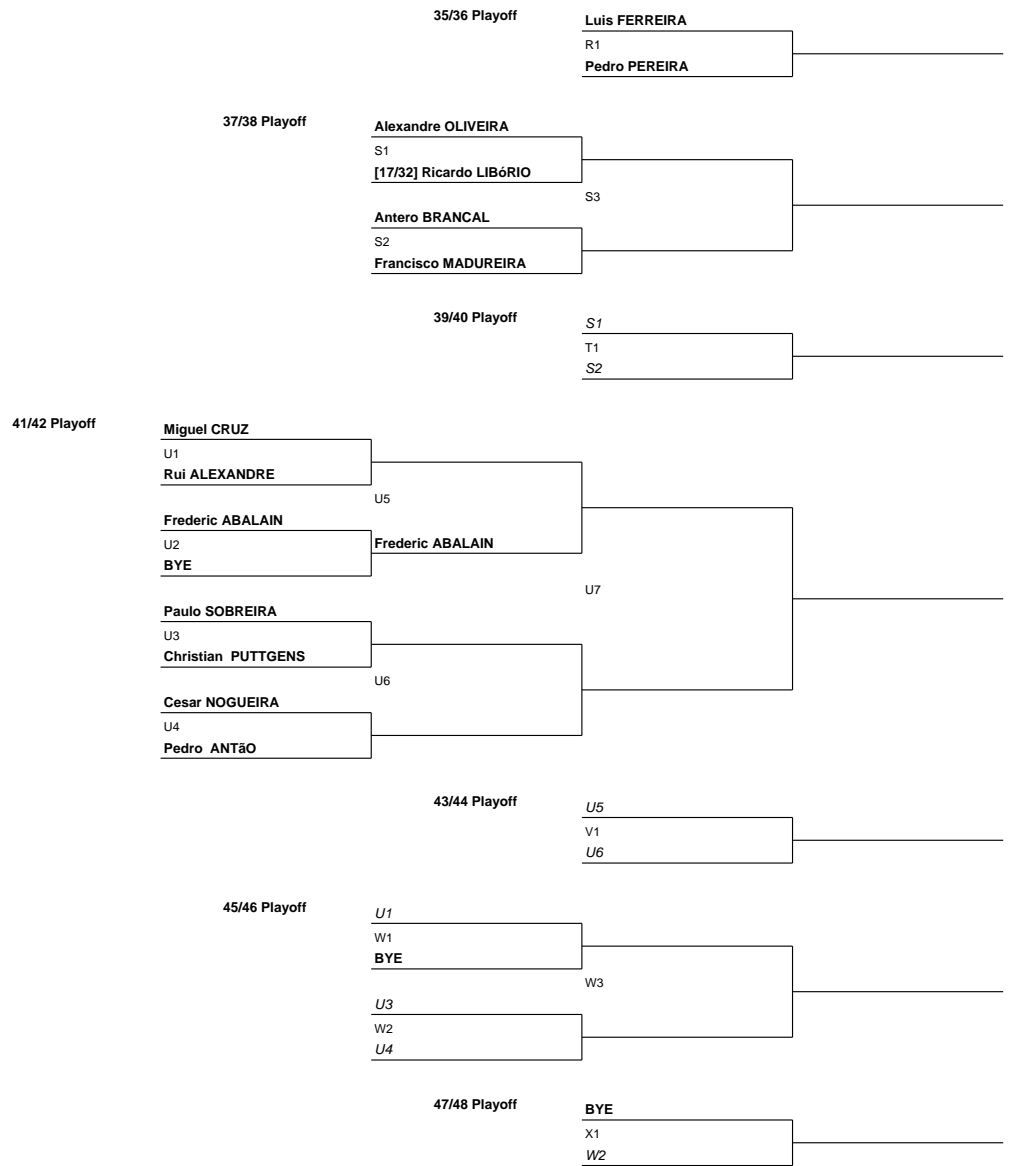 35/36 Playoff
Luis FERREIRA
R1
Pedro PEREIRA
37/38 Playoff
Alexandre OLIVEIRA
S1
[17/32] Ricardo LIBóRIO
S3
Antero BRANCAL
S2
Francisco MADUREIRA
39/40 Playoff
S1
T1
S2
41/42 Playoff
Miguel CRUZ
U1
Rui ALEXANDRE
U5
Frederic ABALAIN
U2
Frederic ABALAIN
BYE
U7
Paulo SOBREIRA
U3
Christian  PUTTGENS
U6
Cesar NOGUEIRA
U4
Pedro  ANTãO
43/44 Playoff
U5
V1
U6
45/46 Playoff
U1
W1
BYE
W3
U3
W2
U4
47/48 Playoff
BYE
X1
W2